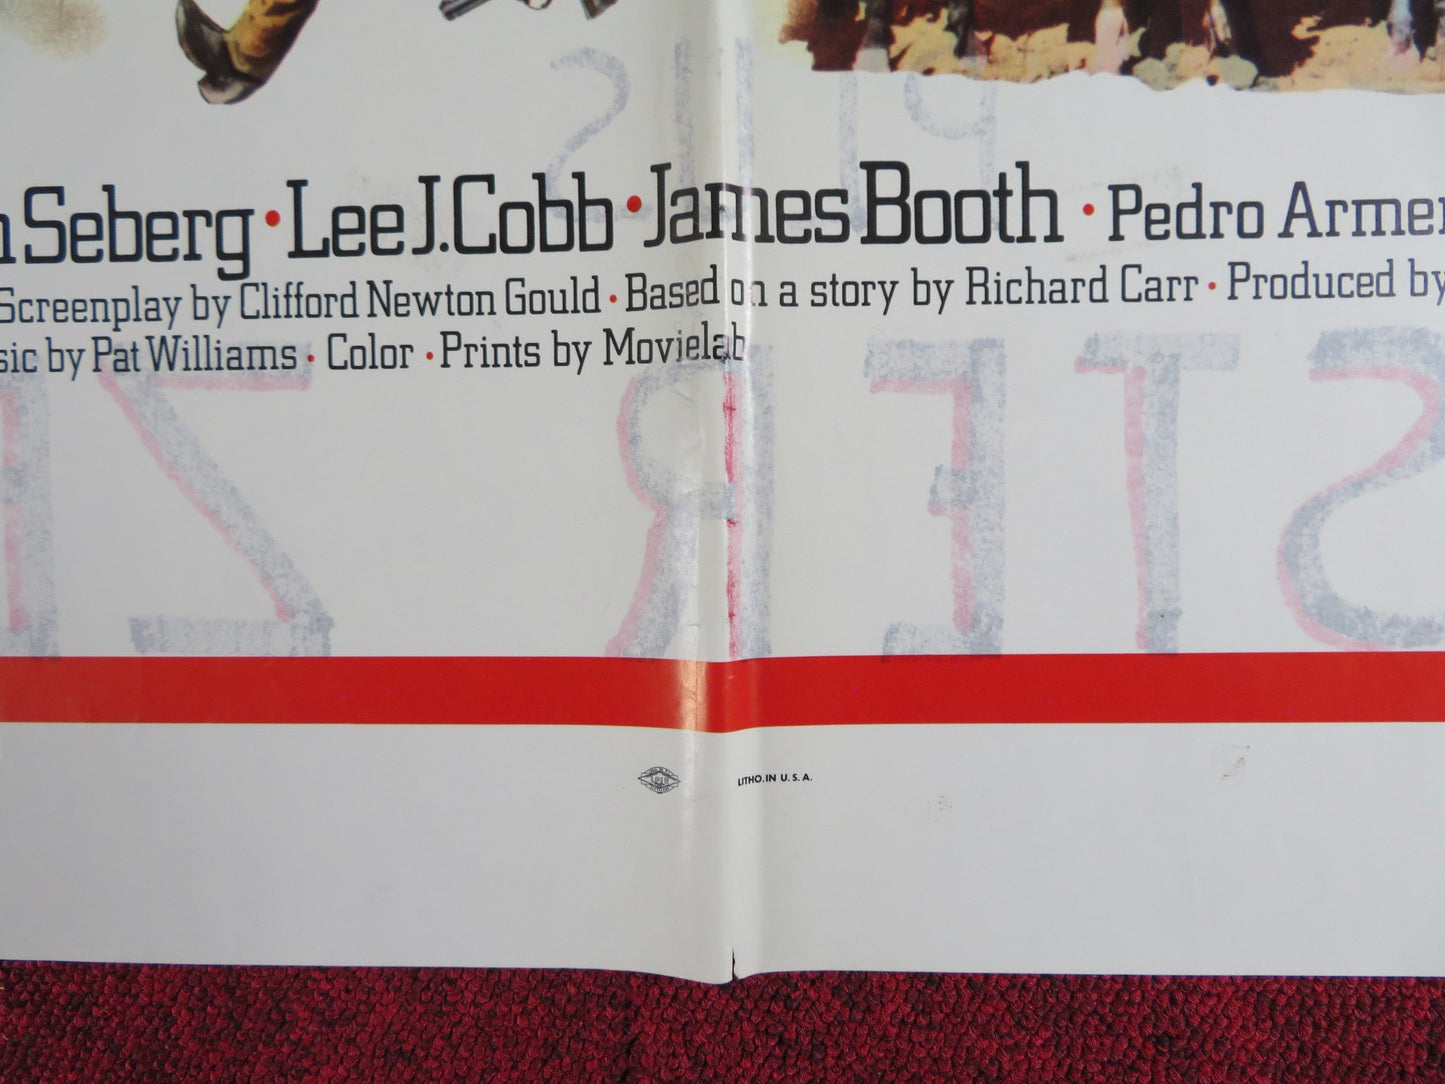 Seberg · Lee J. Cobb · James Booth · Pedro Armen
Screenplay by Clifford Newton Gould · Based on a story by Richard Carr · Produced by
sic by Pat Williams · Color · Prints by Movielab
LITHO. IN U. S. A.